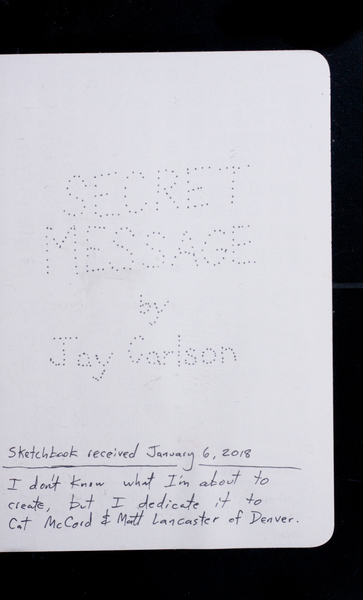 SECRET
MESSAGE
by
Jay Carlson
Sketchbook received January 6, 2018
I don't know what I'm about to
create, but I dedicate it to
Cat McCord & Matt Lancaster of Denver.